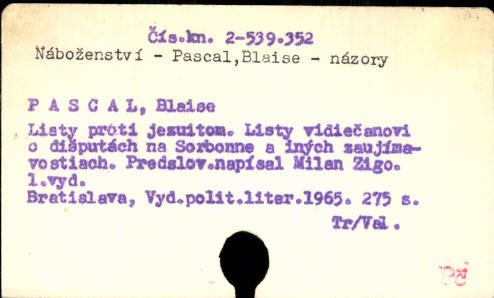 Čís.kn. 2-539.352
Náboženství - Pascal,Blaise - názory
P A S C A L, Blaise
Listy proti jezuitom. Listy vidiečanovi
o dišputách na Sorbonne a iných zaujíma-
vostiach. Predslov.napísal Milan Zigo.
1.vyd.
Bratislava, Vyd.polit.liter.1965. 275 s.
Tr/Val.